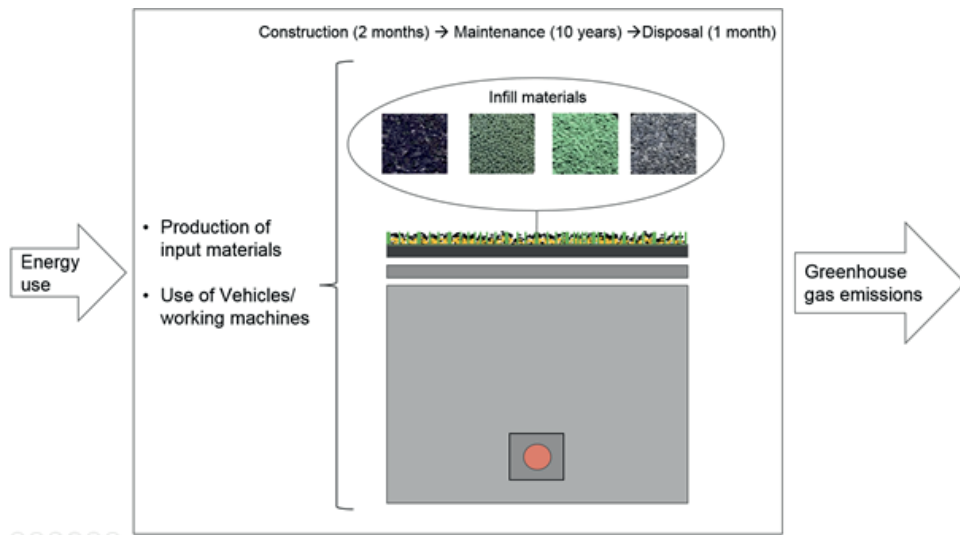 Construction (2 months) → Maintenance (10 years) →Disposal (1 month)
Infill materials
• Production of
input materials
• Use of Vehicles/
working machines
Energy
use
Greenhouse
gas emissions